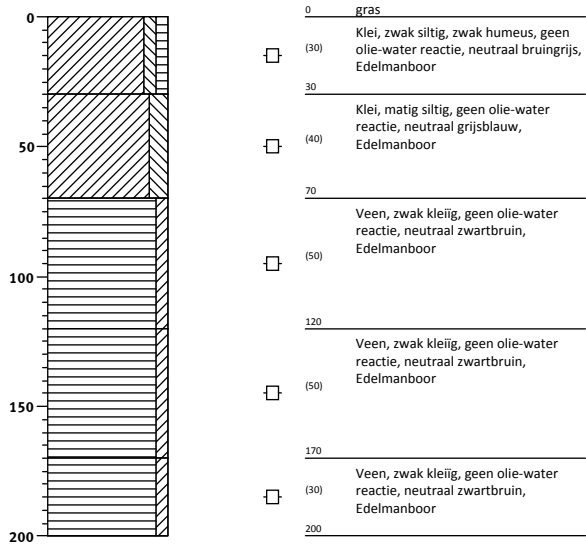 0
50
100
150
200
0 gras
(30) Klei, zwak siltig, zwak humeus, geen
olie-water reactie, neutraal bruingrijs,
Edelmanboor
30
(40) Klei, matig siltig, geen olie-water
reactie, neutraal grijsblauw,
Edelmanboor
70
(50) Veen, zwak kleiïg, geen olie-water
reactie, neutraal zwartbruin,
Edelmanboor
120
(50) Veen, zwak kleiïg, geen olie-water
reactie, neutraal zwartbruin,
Edelmanboor
170
(30) Veen, zwak kleiïg, geen olie-water
reactie, neutraal zwartbruin,
Edelmanboor
200